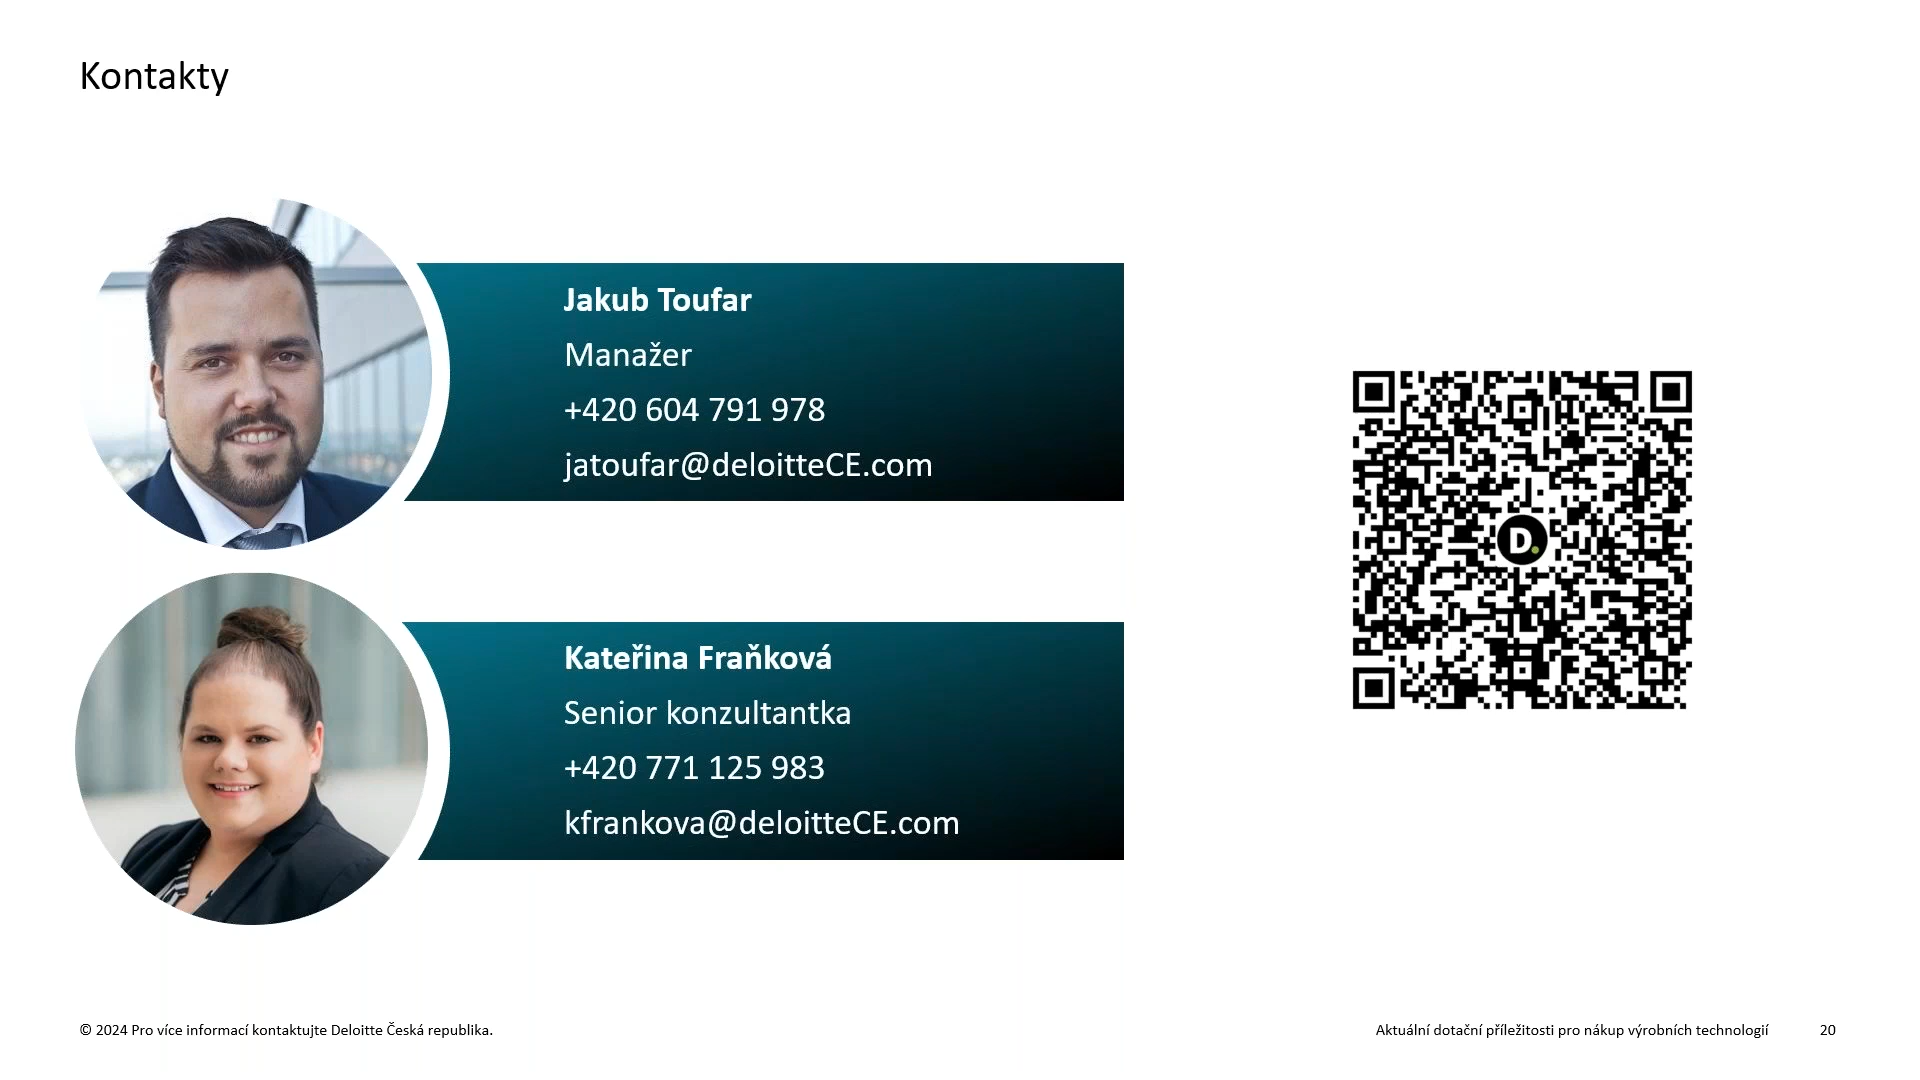 Kontakty
Jakub Toufar
Manažer
+420 604 791 978
jatoufar@deloitteCE.com
D.
Kateřina Fraňková
Senior konzultantka
+420 771 125 983
kfrankova@deloitteCE.com
© 2024 Pro více informací kontaktujte Deloitte Česká republika.
Aktuální dotační příležitosti pro nákup výrobních technologií 20